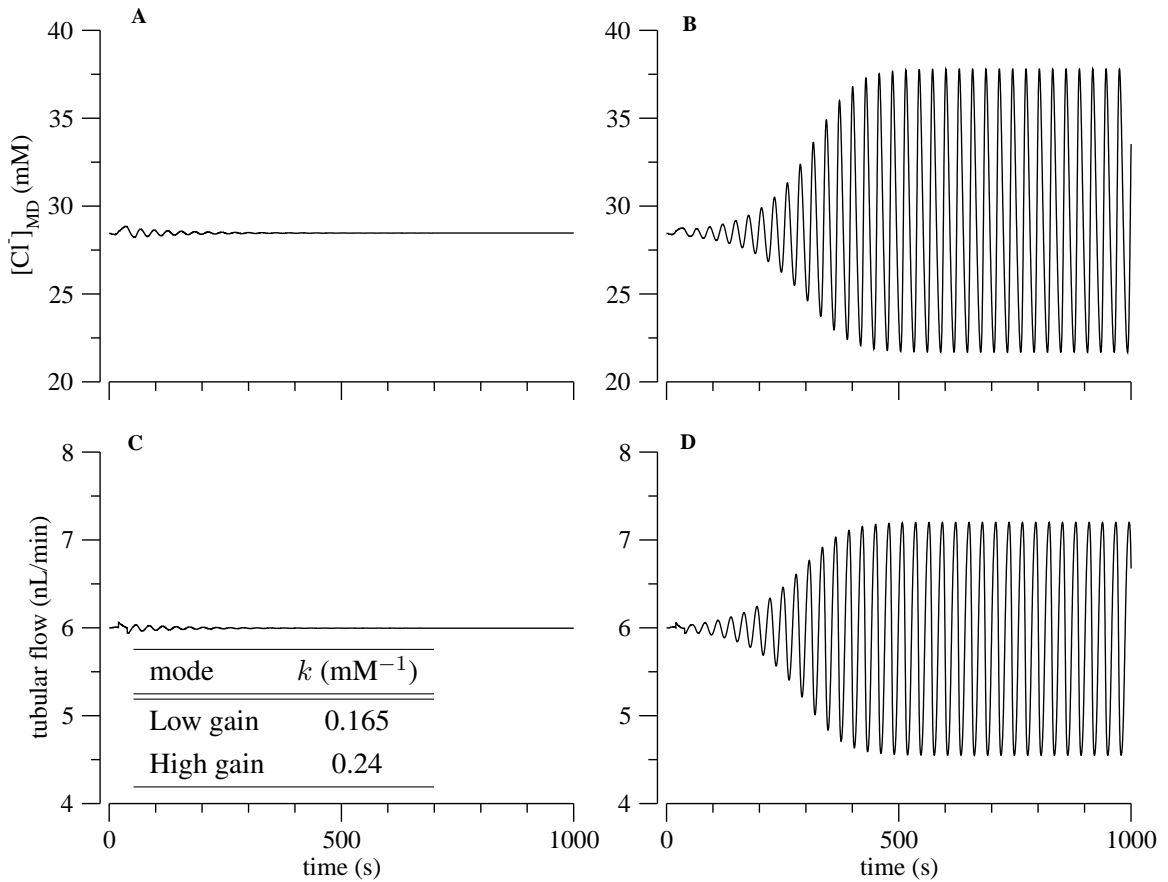 A
B
40
35
30
25
20
[Cl⁻]MD (mM)
40
35
30
25
20
C
D
8
7
6
5
4
tubular flow (nL/min)
mode k (mM−1)
Low gain 0.165
High gain 0.24
8
7
6
5
4
0 500 1000
time (s)
0 500 1000
time (s)